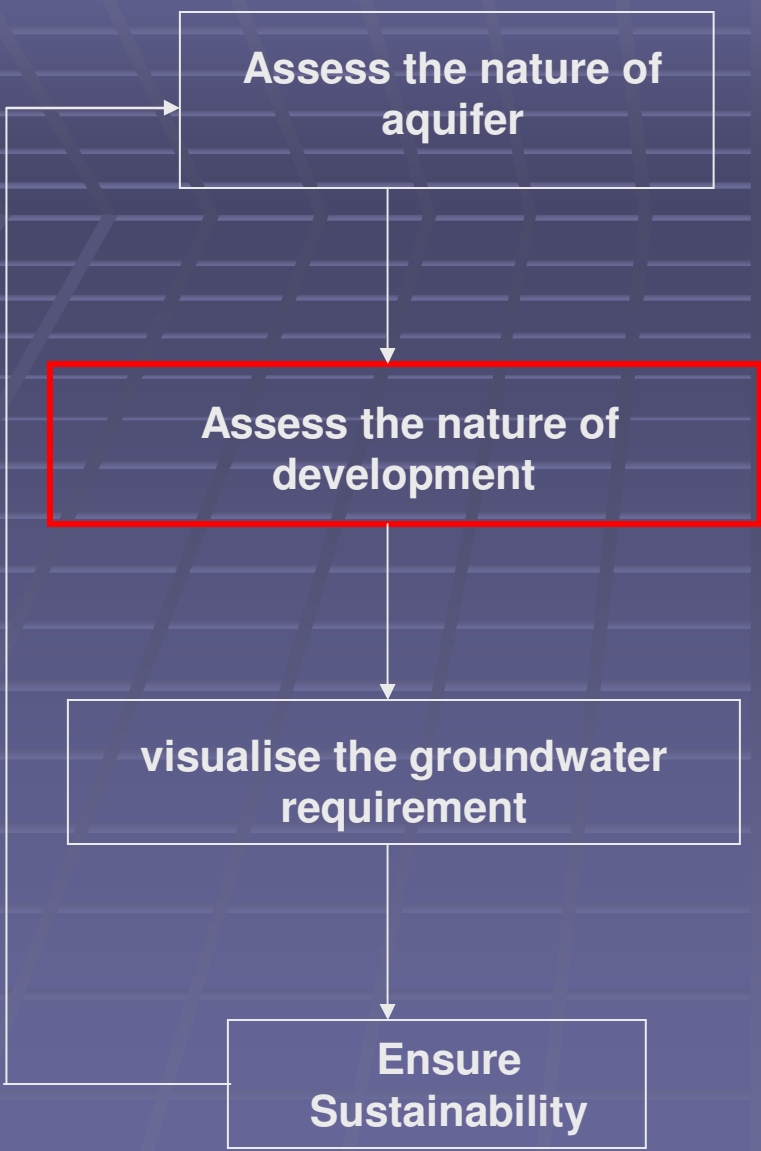 Assess the nature of
aquifer
Assess the nature of
development
visualise the groundwater
requirement
Ensure
Sustainability